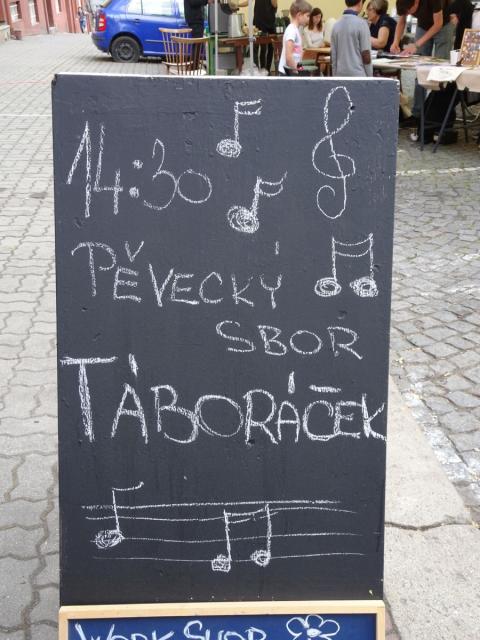 14:30
PĚVECKÝ
SBOR
TÁBORÁČEK
WORK SHOP